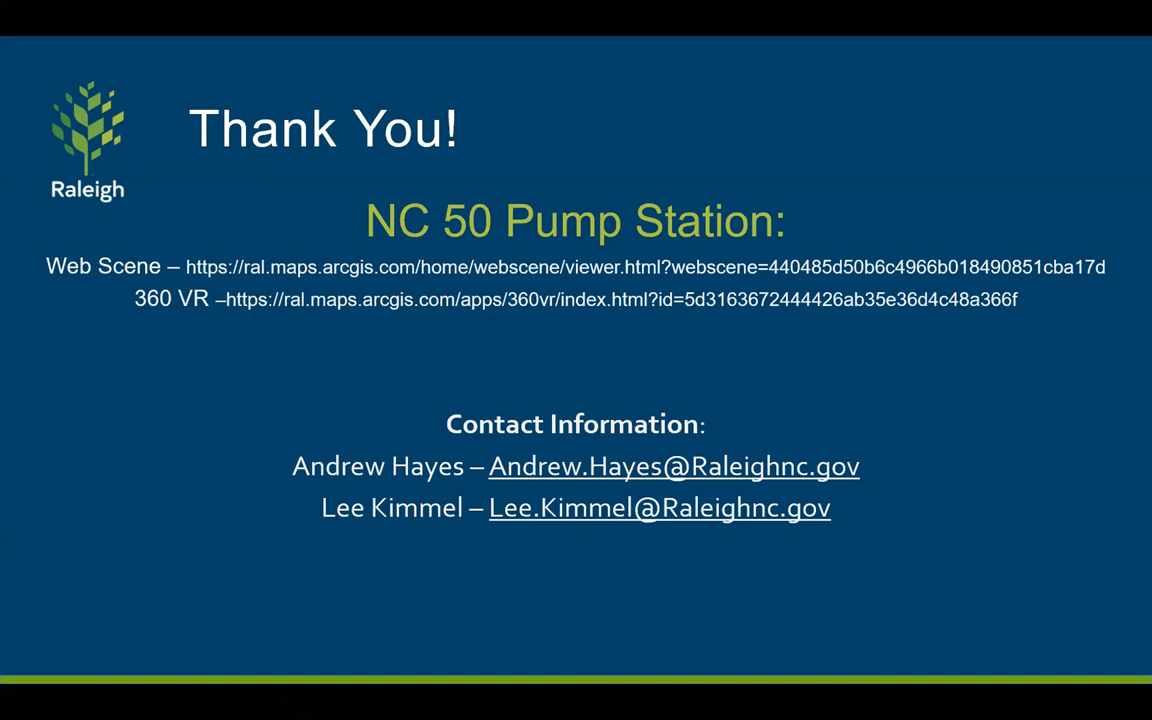 Raleigh
Thank You!
NC 50 Pump Station:
Web Scene – https://ral.maps.arcgis.com/home/webscene/viewer.html?webscene=440485d50b6c4966b018490851cba17d
360 VR –https://ral.maps.arcgis.com/apps/360vr/index.html?id=5d3163672444426ab35e36d4c48a366f
Contact Information:
Andrew Hayes – Andrew.Hayes@Raleighnc.gov
Lee Kimmel – Lee.Kimmel@Raleighnc.gov